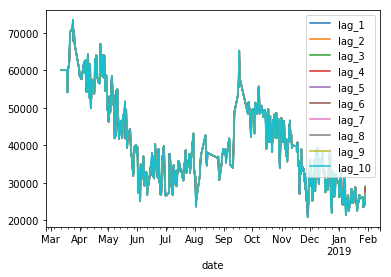 70000
60000
50000
40000
30000
20000
lag_1
lag_2
lag_3
lag_4
lag_5
lag_6
lag_7
lag_8
lag_9
lag_10
Mar Apr May Jun Jul Aug Sep Oct Nov Dec Jan Feb
2019
date